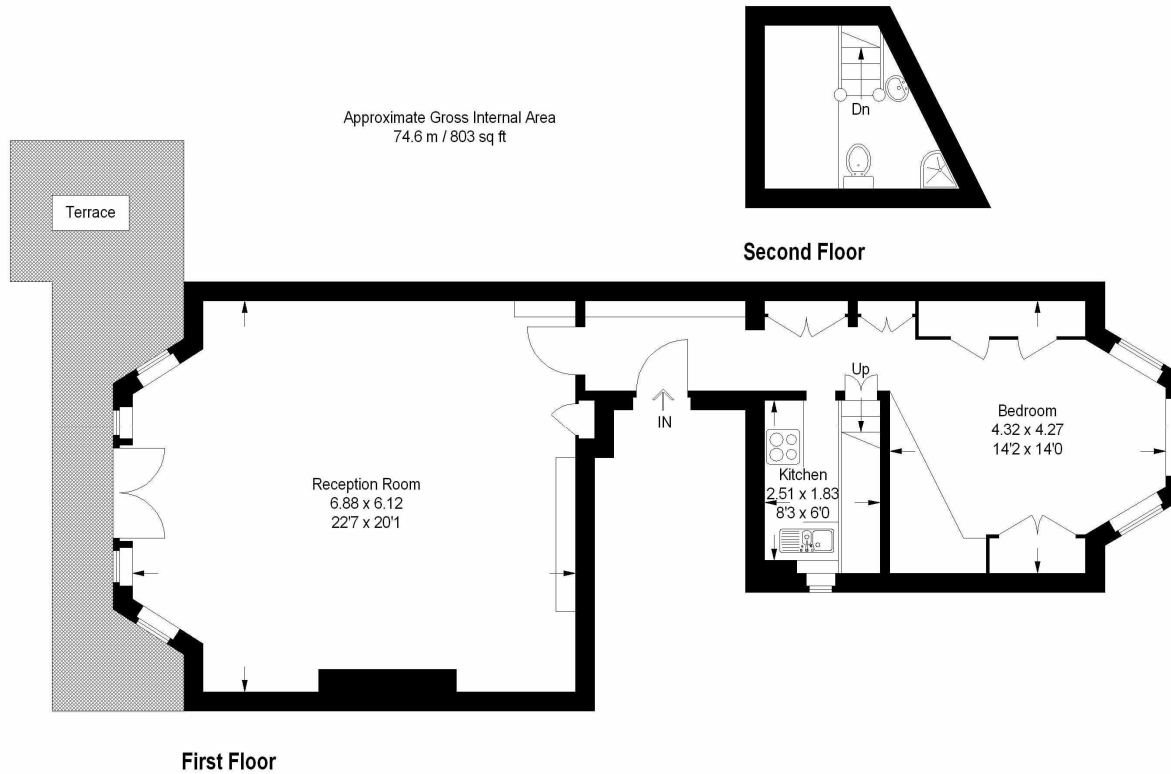 Approximate Gross Internal Area
74.6 m / 803 sq ft
Dn
Terrace
Second Floor
Up
IN
Bedroom
4.32 x 4.27
14'2 x 14'0
Kitchen
2.51 x 1.83
8'3 x 6'0
Reception Room
6.88 x 6.12
22'7 x 20'1
First Floor